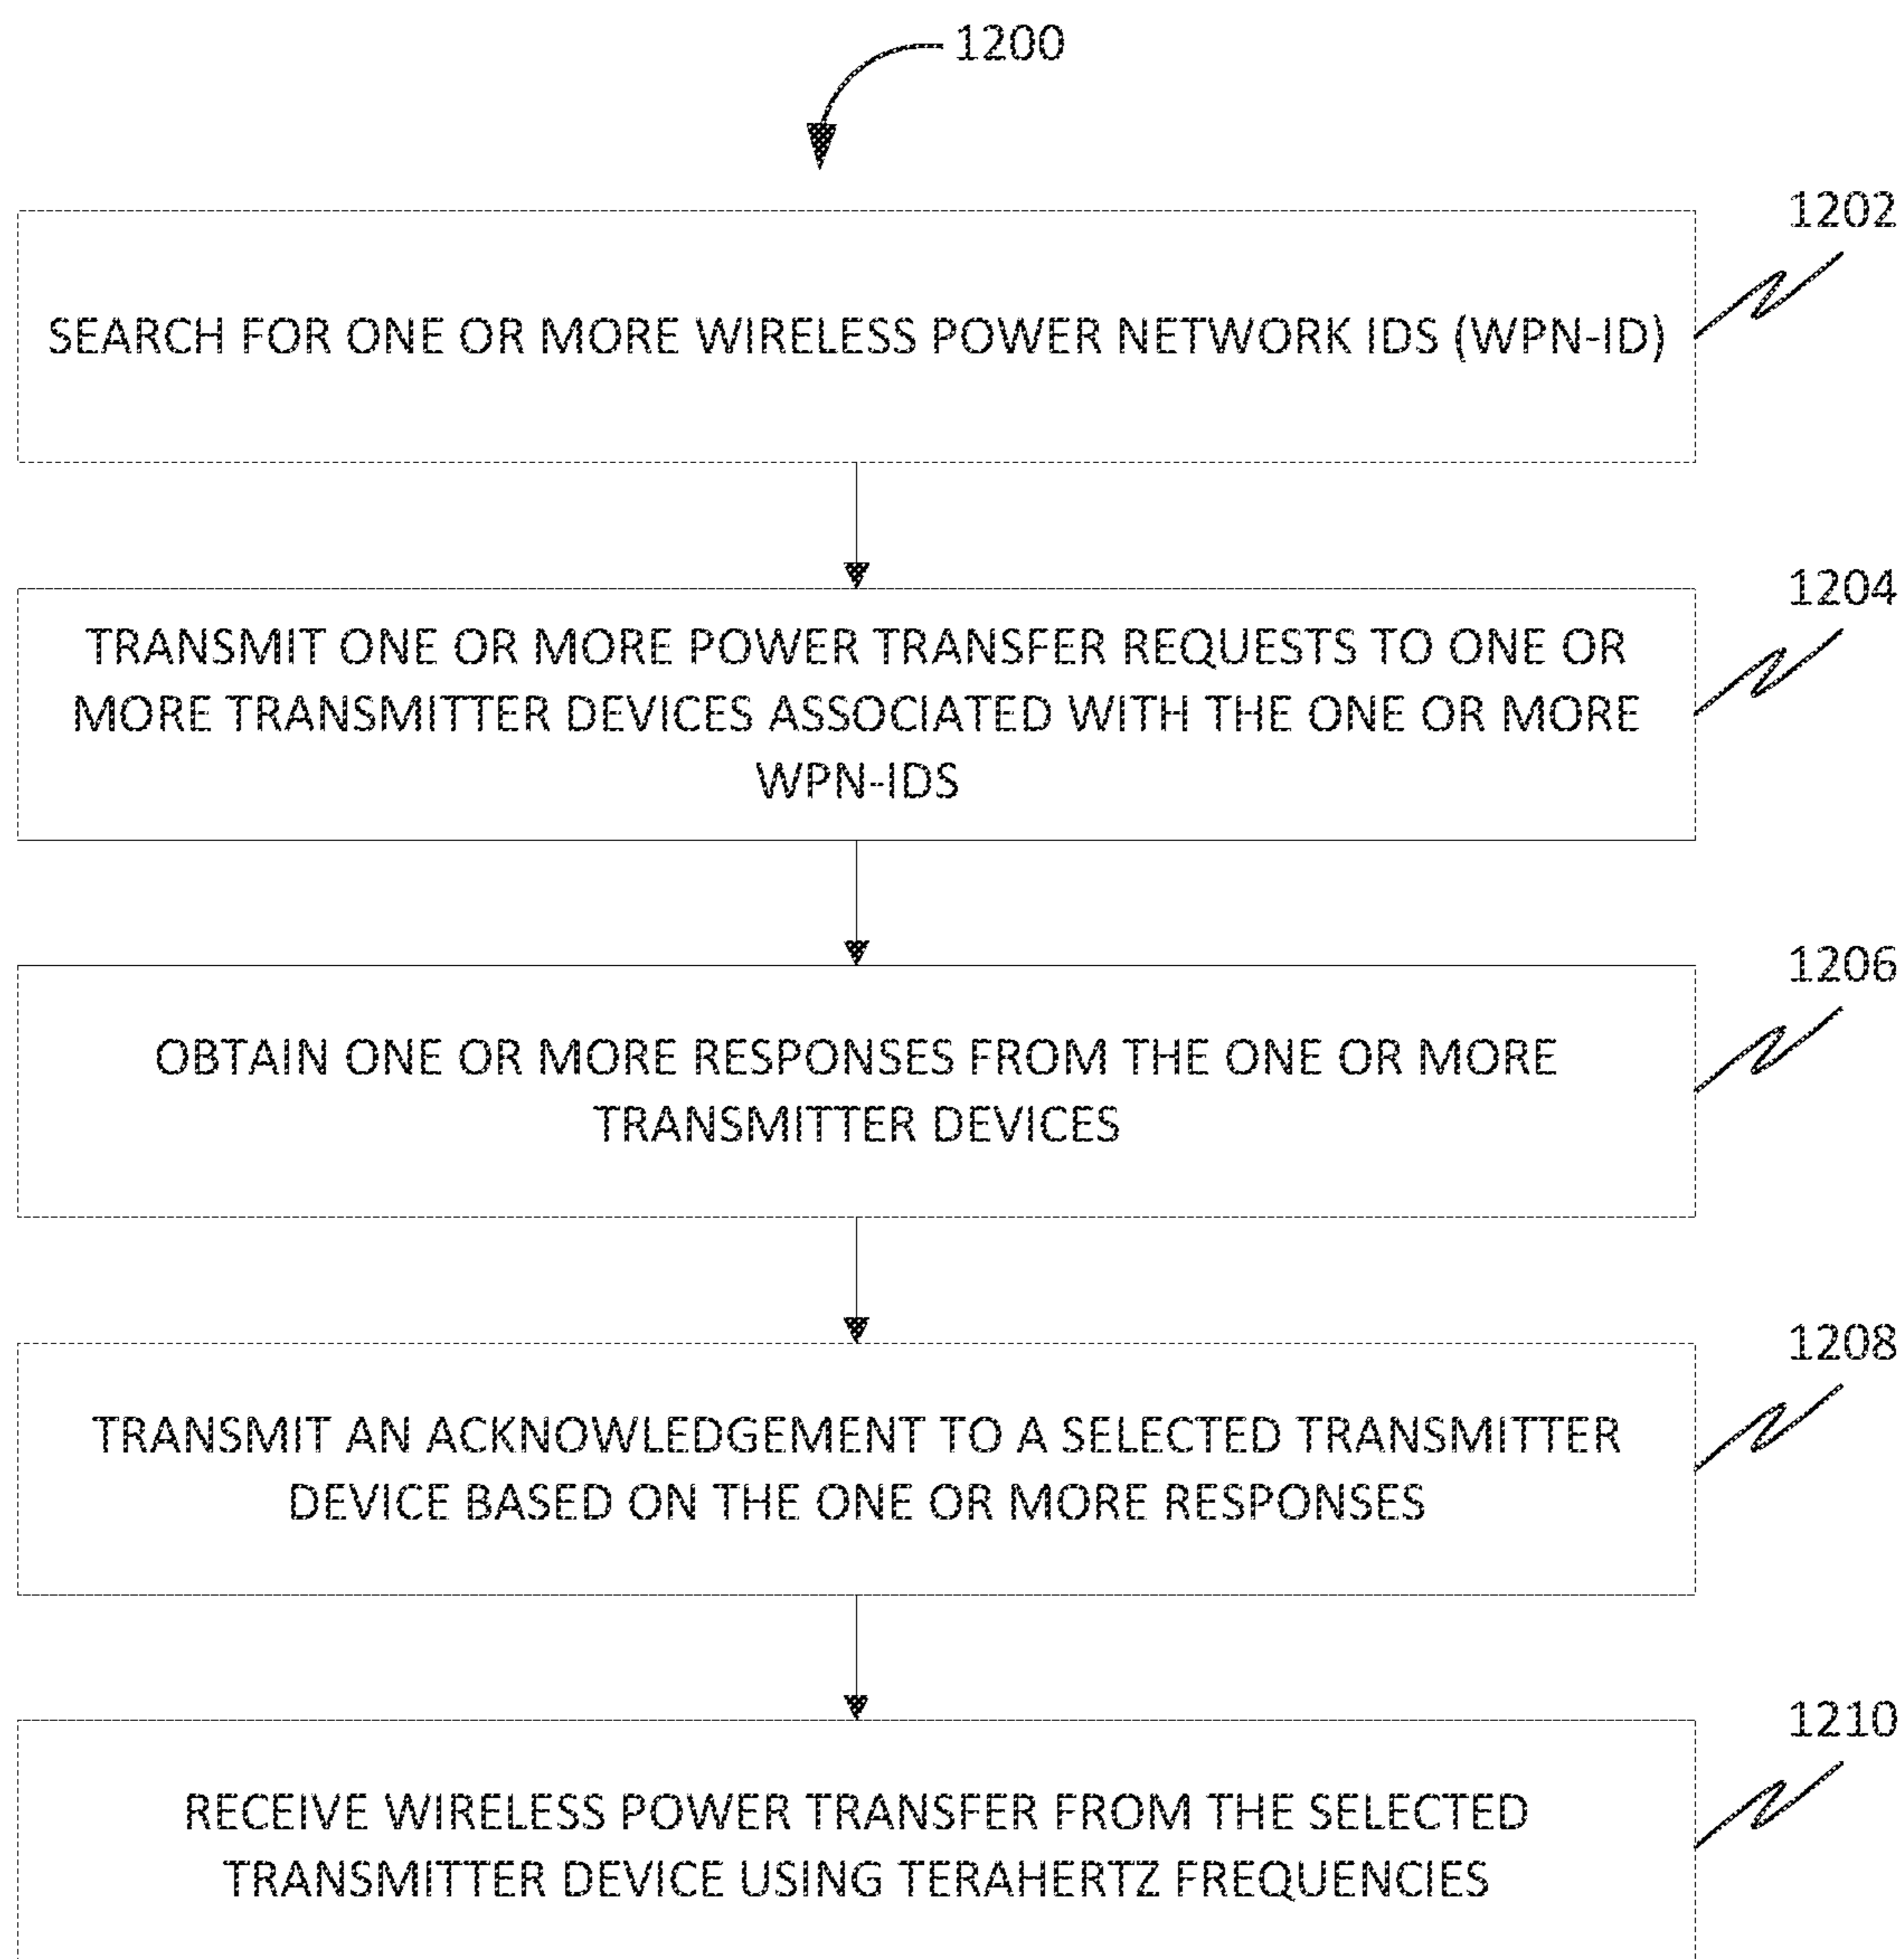 1200
1202
SEARCH FOR ONE OR MORE WIRELESS POWER NETWORK IDS (WPN-ID)
1204
TRANSMIT ONE OR MORE POWER TRANSFER REQUESTS TO ONE OR
MORE TRANSMITTER DEVICES ASSOCIATED WITH THE ONE OR MORE
WPN-IDS
1206
OBTAIN ONE OR MORE RESPONSES FROM THE ONE OR MORE
TRANSMITTER DEVICES
1208
TRANSMIT AN ACKNOWLEDGEMENT TO A SELECTED TRANSMITTER
DEVICE BASED ON THE ONE OR MORE RESPONSES
1210
RECEIVE WIRELESS POWER TRANSFER FROM THE SELECTED
TRANSMITTER DEVICE USING TERAHERTZ FREQUENCIES